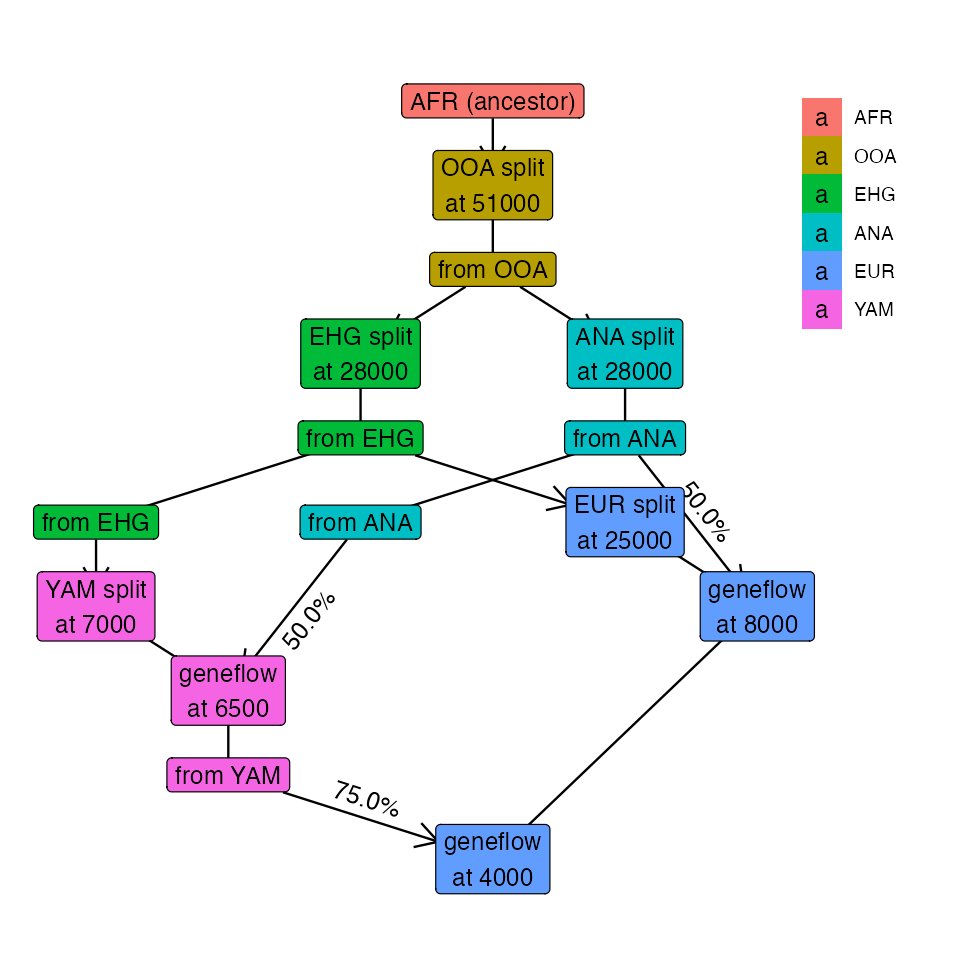 AFR (ancestor)
OOA split
at 51000
from OOA
EHG split
at 28000
ANA split
at 28000
from EHG
from ANA
EUR split
at 25000
50.0%
from EHG
from ANA
YAM split
at 7000
geneflow
at 8000
50.0%
geneflow
at 6500
from YAM
75.0%
geneflow
at 4000
a AFR
a OOA
a EHG
a ANA
a EUR
a YAM